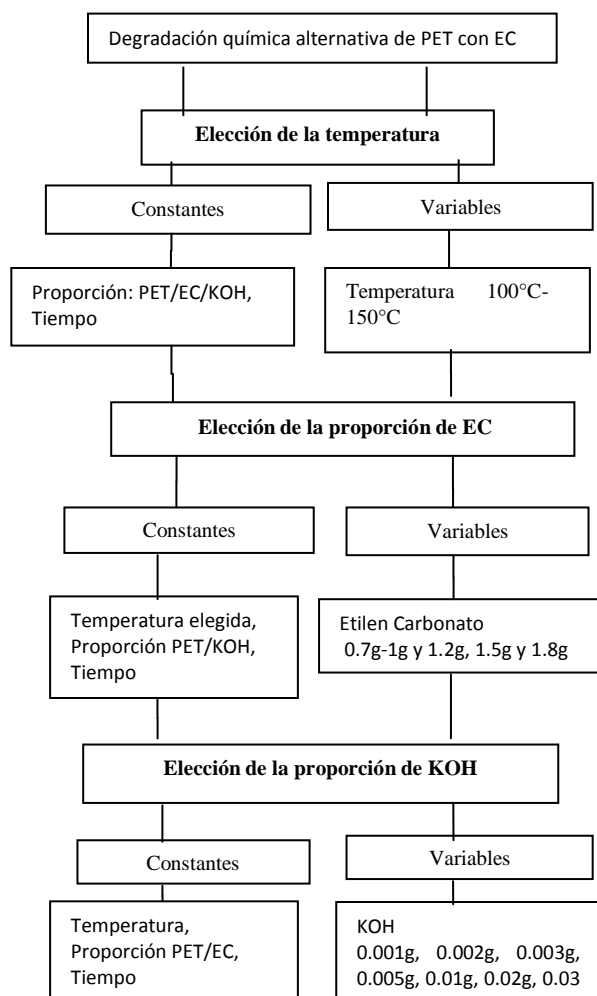 Degradación química alternativa de PET con EC
Elección de la temperatura
Constantes
Variables
Proporción: PET/EC/KOH,
Tiempo
Temperatura 100°C-
150°C
Elección de la proporción de EC
Constantes
Variables
Temperatura elegida,
Proporción PET/KOH,
Tiempo
Etilen Carbonato
0.7g-1g y 1.2g, 1.5g y 1.8g
Elección de la proporción de KOH
Constantes
Variables
Temperatura,
Proporción PET/EC,
Tiempo
KOH
0.001g, 0.002g, 0.003g,
0.005g, 0.01g, 0.02g, 0.03